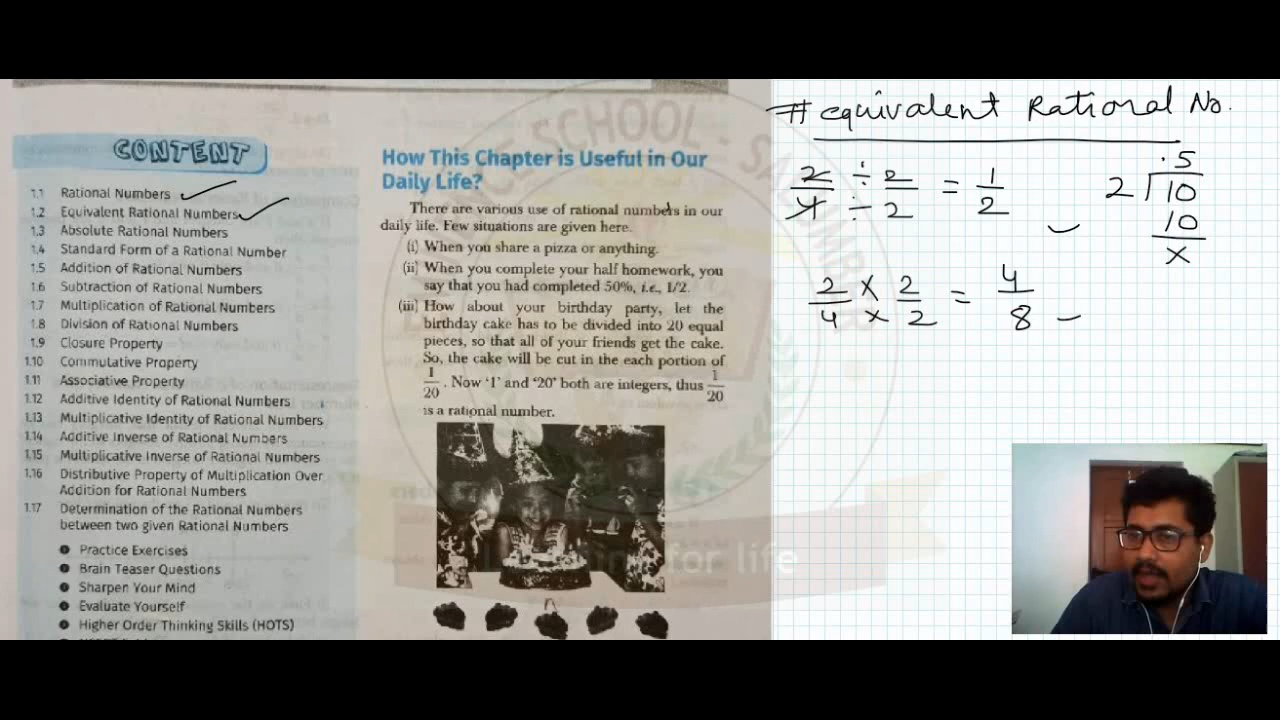 CONTENT
1.1 Rational Numbers
1.2 Equivalent Rational Numbers
1.3 Absolute Rational Numbers
1.4 Standard Form of a Rational Number
1.5 Addition of Rational Numbers
1.6 Subtraction of Rational Numbers
1.7 Multiplication of Rational Numbers
1.8 Division of Rational Numbers
1.9 Closure Property
1.10 Commutative Property
1.11 Associative Property
1.12 Additive Identity of Rational Numbers
1.13 Multiplicative Identity of Rational Numbers
1.14 Additive Inverse of Rational Numbers
1.15 Multiplicative Inverse of Rational Numbers
1.16 Distributive Property of Multiplication Over
Addition for Rational Numbers
1.17 Determination of the Rational Numbers
between two given Rational Numbers
Practice Exercises
Brain Teaser Questions
Sharpen Your Mind
Evaluate Yourself
Higher Order Thinking Skills (HOTS)
How This Chapter is Useful in Our
Daily Life?
There are various use of rational numbers in our
daily life. Few situations are given here.
(i) When you share a pizza or anything.
(ii) When you complete your half homework, you
say that you had completed 50%, i.e., 1/2.
(iii) How about your birthday party, let the
birthday cake has to be divided into 20 equal
pieces, so that all of your friends get the cake.
So, the cake will be cut in the each portion of
1/20. Now '1' and '20' both are integers, thus 1/20
is a rational number.
for life
# equivalent Rational No.
2/4 ÷ 2/2 = 1/2
.5
2 10
10
x
2/4 × 2/2 = 4/8